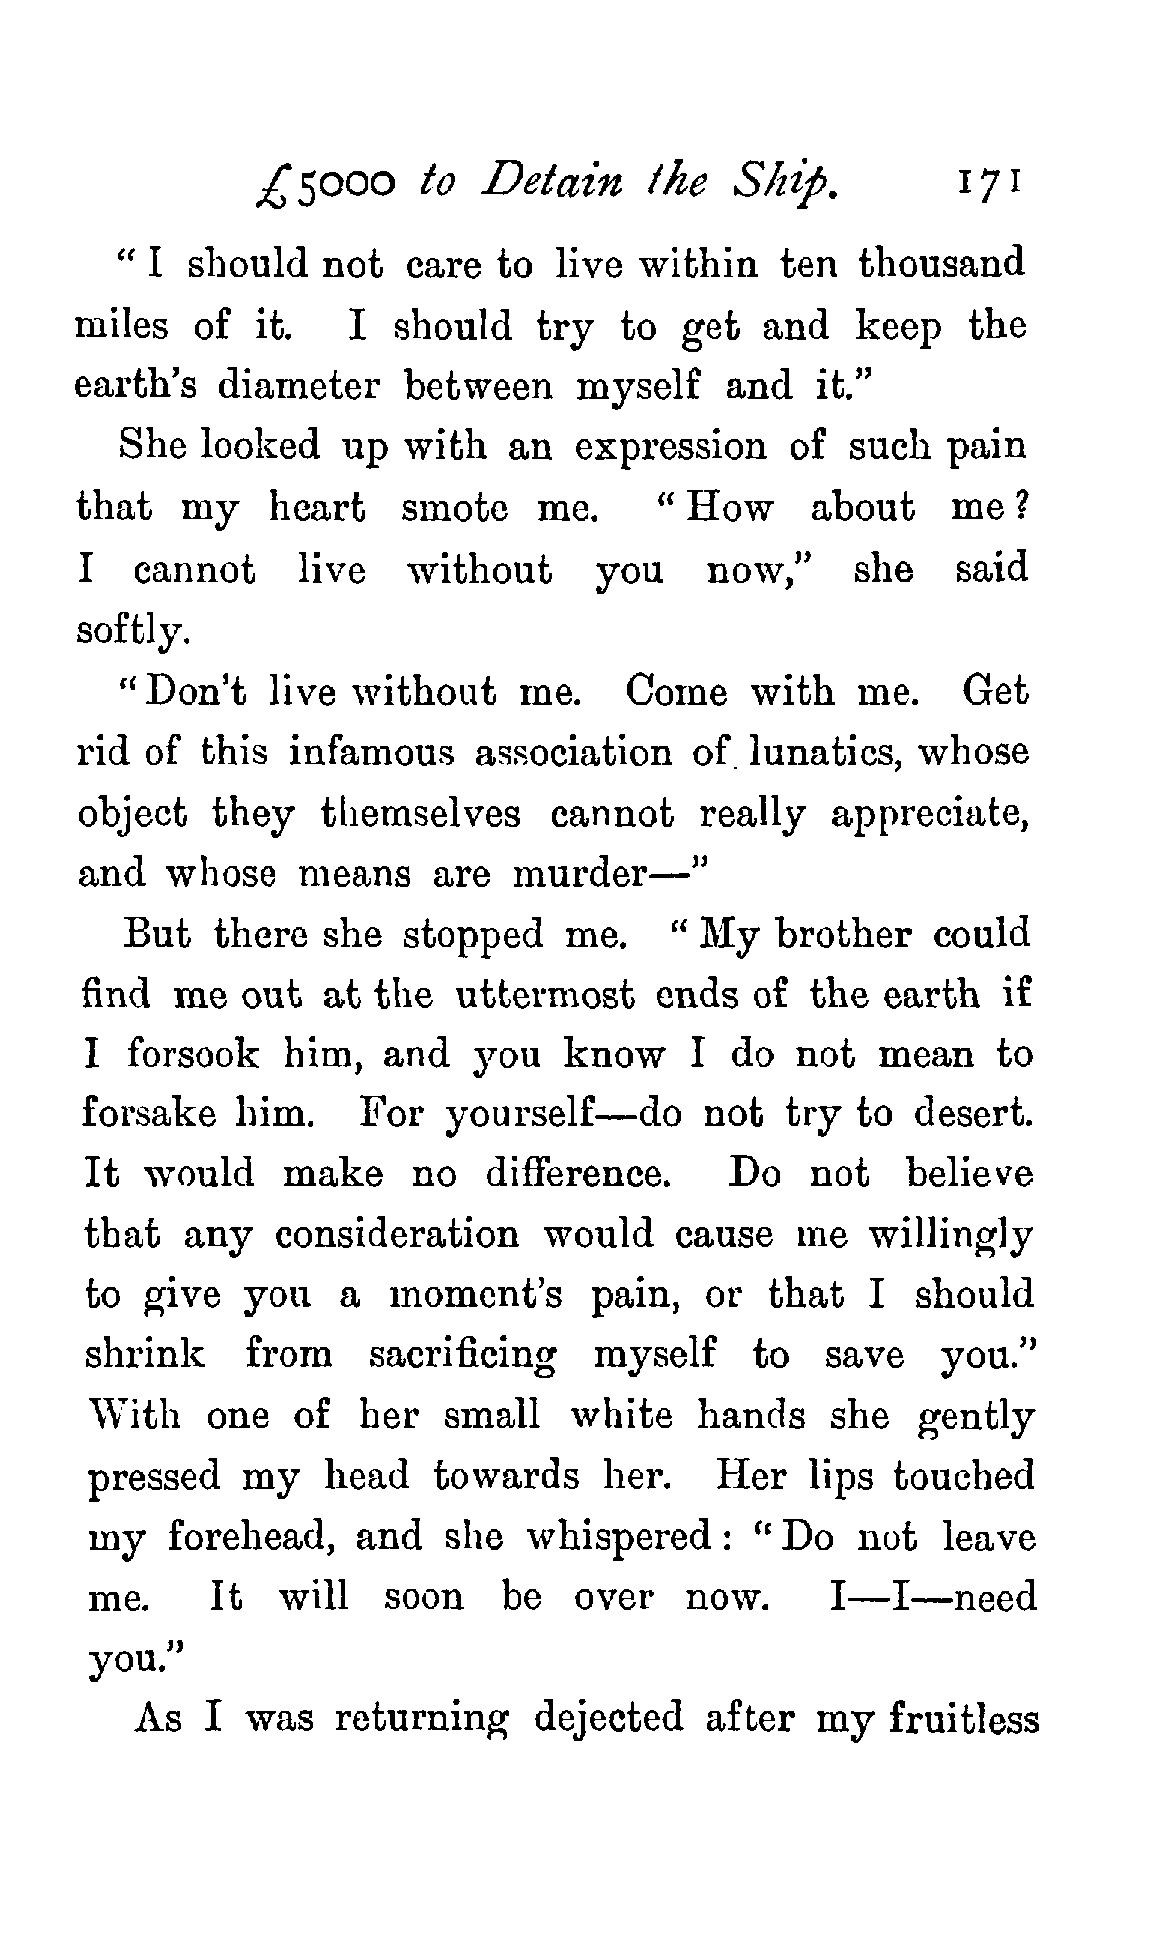 £5000 to Detain the Ship. 171
“ I should not care to live within ten thousand
miles of it. I should try to get and keep the
earth’s diameter between myself and it.”
She looked up with an expression of such pain
that my heart smote me. “ How about me ?
I cannot live without you now,” she said
softly.
“ Don’t live without me. Come with me. Get
rid of this infamous association of lunatics, whose
object they themselves cannot really appreciate,
and whose means are murder—”
But there she stopped me. “ My brother could
find me out at the uttermost ends of the earth if
I forsook him, and you know I do not mean to
forsake him. For yourself—do not try to desert.
It would make no difference. Do not believe
that any consideration would cause me willingly
to give you a moment’s pain, or that I should
shrink from sacrificing myself to save you.”
With one of her small white hands she gently
pressed my head towards her. Her lips touched
my forehead, and she whispered : “ Do not leave
me. It will soon be over now. I—I—need
you.”
As I was returning dejected after my fruitless